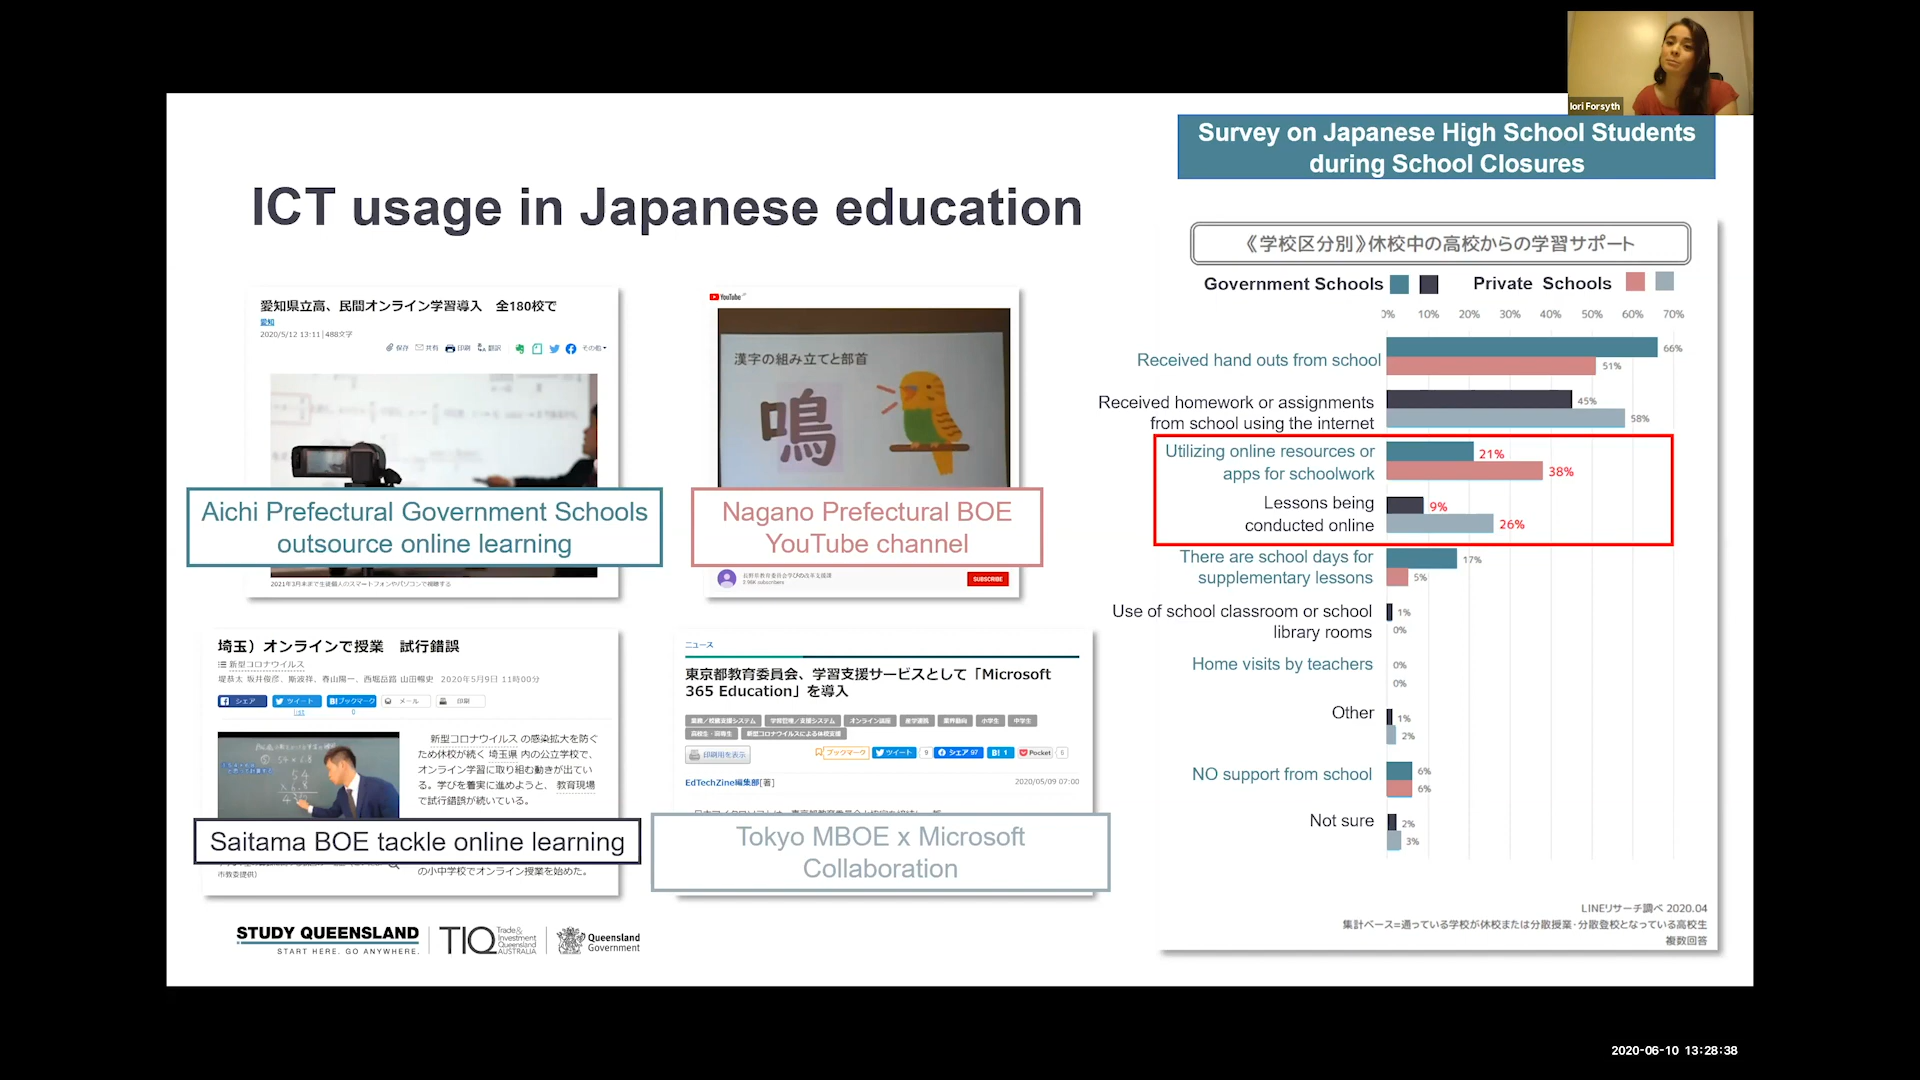 Iori Forsyth
Survey on Japanese High School Students
during School Closures
ICT usage in Japanese education
《学校区分別》休校中の高校からの学習サポート
Government Schools
Private Schools
0% 10% 20% 30% 40% 50% 60% 70%
Received hand outs from school
66%
51%
Received homework or assignments
from school using the internet
45%
58%
Utilizing online resources or
apps for schoolwork
21%
38%
Lessons being
conducted online
9%
26%
There are school days for
supplementary lessons
17%
5%
Use of school classroom or school
library rooms
1%
0%
Home visits by teachers
0%
0%
Other
1%
2%
NO support from school
6%
6%
Not sure
2%
3%
LINEリサーチ調べ 2020.04
集計ベース=通っている学校が休校または分散授業・分散登校となっている高校生
複数回答
愛知県立高、民間オンライン学習導入 全180校で
愛知
2020/5/12 13:11 | 488文字
保存 共有 印刷 翻訳 その他
Aichi Prefectural Government Schools
outsource online learning
2021年3月末まで生徒個人のスマートフォンやパソコンで視聴する
YouTube JP
漢字の組み立てと部首
鳴
Nagano Prefectural BOE
YouTube channel
長野県教育委員会学びの改革支援課
subscribers
SUBSCRIBE
埼玉）オンラインで授業 試行錯誤
新型コロナウイルス
2020年5月9日 11時00分
シェア ツイート list ブックマーク 0 メール 印刷
新型コロナウイルス の感染拡大を防ぐ
ため休校が続く 埼玉県 内の公立学校で、
オンライン学習に取り組む動きが出てい
る。学びを着実に進めようと、 教育現場
で試行錯誤が続いている。
Saitama BOE tackle online learning
市教委提供）
の小中学校でオンライン授業を始めた。
ニュース
東京都教育委員会、学習支援サービスとして「Microsoft
365 Education」を導入
業務／校務支援システム 学習管理／支援システム オンライン講座 産学連携 業界動向 小学生 中学生
高校生・高専生 新型コロナウイルスによる休校支援
印刷用を表示
ブックマーク ツイート 9 シェア 97 B! 1 Pocket 6
EdTechZine編集部[著]
2020/05/09 07:00
Tokyo MBOE x Microsoft
Collaboration
STUDY QUEENSLAND
START HERE. GO ANYWHERE.
TIQ
Trade &
Investment
Queensland
AUSTRALIA
Queensland
Government
2020-06-10 13:28:38